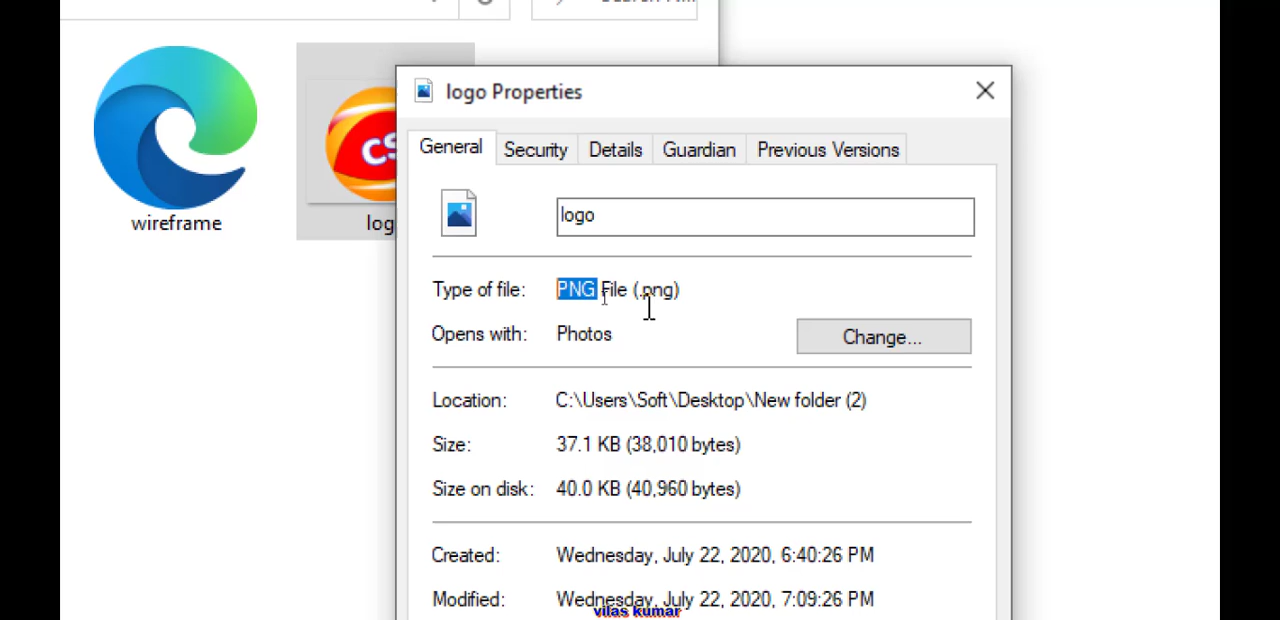 wireframe
logo Properties
General
Security
Details
Guardian
Previous Versions
logo
Type of file: PNG File (.png)
Opens with: Photos
Change...
Location: C:\Users\Soft\Desktop\New folder (2)
Size: 37.1 KB (38,010 bytes)
Size on disk: 40.0 KB (40,960 bytes)
Created: Wednesday, July 22, 2020, 6:40:26 PM
Modified: Wednesday, July 22, 2020, 7:09:26 PM
vilas kumar